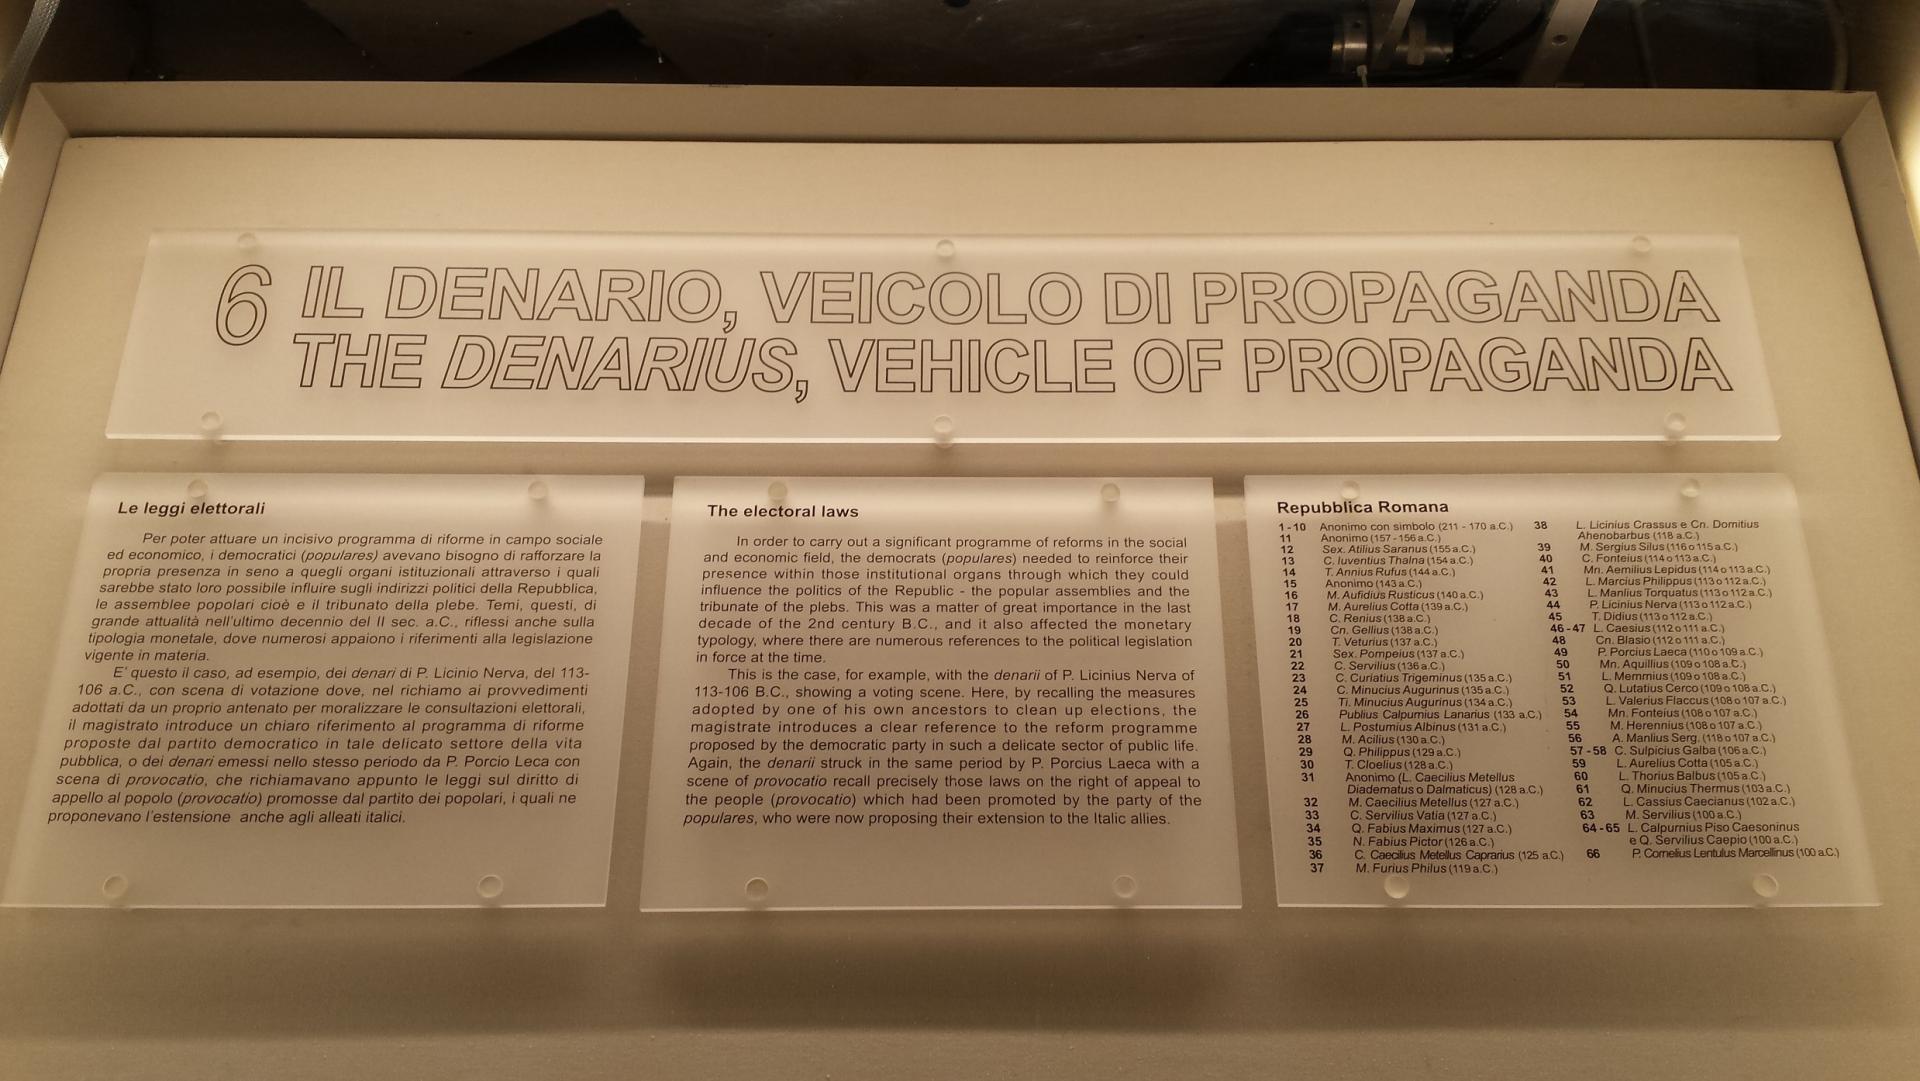 6 IL DENARIO, VEICOLO DI PROPAGANDA
THE DENARIUS, VEHICLE OF PROPAGANDA
Le leggi elettorali
Per poter attuare un incisivo programma di riforme in campo sociale
ed economico, i democratici (populares) avevano bisogno di rafforzare la
propria presenza in seno a quegli organi istituzionali attraverso i quali
sarebbe stato loro possibile influire sugli indirizzi politici della Repubblica,
le assemblee popolari cioè e il tribunato della plebe. Temi, questi, di
grande attualità nell'ultimo decennio del II sec. a.C., riflessi anche sulla
tipologia monetale, dove numerosi appaiono i riferimenti alla legislazione
vigente in materia.
E' questo il caso, ad esempio, dei denari di P. Licinio Nerva, del 113-
106 a.C., con scena di votazione dove, nel richiamo ai provvedimenti
adottati da un proprio antenato per moralizzare le consultazioni elettorali,
il magistrato introduce un chiaro riferimento al programma di riforme
proposte dal partito democratico in tale delicato settore della vita
pubblica, o dei denari emessi nello stesso periodo da P. Porcio Leca con
scena di provocatio, che richiamavano appunto le leggi sul diritto di
appello al popolo (provocatio) promosse dal partito dei popolari, i quali ne
proponevano l'estensione anche agli alleati italici.
The electoral laws
In order to carry out a significant programme of reforms in the social
and economic field, the democrats (populares) needed to reinforce their
presence within those institutional organs through which they could
influence the politics of the Republic - the popular assemblies and the
tribunate of the plebs. This was a matter of great importance in the last
decade of the 2nd century B.C., and it also affected the monetary
typology, where there are numerous references to the political legislation
in force at the time.
This is the case, for example, with the denarii of P. Licinius Nerva of
113-106 B.C., showing a voting scene. Here, by recalling the measures
adopted by one of his own ancestors to clean up elections, the
magistrate introduces a clear reference to the reform programme
proposed by the democratic party in such a delicate sector of public life.
Again, the denarii struck in the same period by P. Porcius Laeca with a
scene of provocatio recall precisely those laws on the right of appeal to
the people (provocatio) which had been promoted by the party of the
populares, who were now proposing their extension to the Italic allies.
Repubblica Romana
1-10 Anonimo con simbolo (211 - 170 a.C.)
11 Anonimo (157-156 a.C.)
12 Sex. Atilius Saranus (155 a.C.)
13 C. Iuventius Thalna (154 a.C.)
14 T. Annius Rufus (144 a.C.)
15 Anonimo (143 a.C.)
16 M. Aufidius Rusticus (140 a.C.)
17 M. Aurelius Cotta (139 a.C.)
18 C. Renius (138 a.C.)
19 Cn. Gellius (138 a.C.)
20 T. Veturius (137 a.C.)
21 Sex. Pompeius (137 a.C.)
22 C. Servilius (136 a.C.)
23 C. Curiatius Trigeminus (135 a.C.)
24 C. Minucius Augurinus (135 a.C.)
25 Ti. Minucius Augurinus (134 a.C.)
26 Publius Calpurnius Lanarius (133 a.C.)
27 L. Postumius Albinus (131 a.C.)
28 M. Acilius (130 a.C.)
29 Q. Philippus (129 a.C.)
30 T. Cloelius (128 a.C.)
31 Anonimo (L. Caecilius Metellus
Diadematus o Dalmaticus) (128 a.C.)
32 M. Caecilius Metellus (127 a.C.)
33 C. Servilius Vatia (127 a.C.)
34 Q. Fabius Maximus (127 a.C.)
35 N. Fabius Pictor (126 a.C.)
36 C. Caecilius Metellus Caprarius (125 a.C.)
37 M. Furius Philus (119 a.C.)
38 L. Licinius Crassus e Cn. Domitius
Ahenobarbus (118 a.C.)
39 M. Sergius Silus (116 o 115 a.C.)
40 C. Fonteius (114 o 113 a.C.)
41 Mn. Aemilius Lepidus (114 o 113 a.C.)
42 L. Marcius Philippus (113 o 112 a.C.)
43 L. Manlius Torquatus (113 o 112 a.C.)
44 P. Licinius Nerva (113 o 112 a.C.)
45 T. Didius (113 o 112 a.C.)
46-47 L. Caesius (112 o 111 a.C.)
48 Cn. Blasio (112 o 111 a.C.)
49 P. Porcius Laeca (110 o 109 a.C.)
50 Mn. Aquillius (109 o 108 a.C.)
51 L. Memmius (109 o 108 a.C.)
52 Q. Lutatius Cerco (109 o 108 a.C.)
53 L. Valerius Flaccus (108 o 107 a.C.)
54 Mn. Fonteius (108 o 107 a.C.)
55 M. Herennius (108 o 107 a.C.)
56 A. Manlius Serg. (118 o 107 a.C.)
57-58 C. Sulpicius Galba (106 a.C.)
59 L. Aurelius Cotta (105 a.C.)
60 L. Thorius Balbus (105 a.C.)
61 Q. Minucius Thermus (103 a.C.)
62 L. Cassius Caecianus (102 a.C.)
63 M. Servilius (100 a.C.)
64-65 L. Calpurnius Piso Caesoninus
e Q. Servilius Caepio (100 a.C.)
66 P. Cornelius Lentulus Marcellinus (100 a.C.)